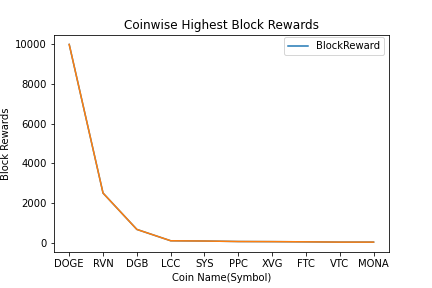 Coinwise Highest Block Rewards
BlockReward
10000
8000
6000
4000
2000
0
Block Rewards
DOGE RVN DGB LCC SYS PPC XVG FTC VTC MONA
Coin Name(Symbol)